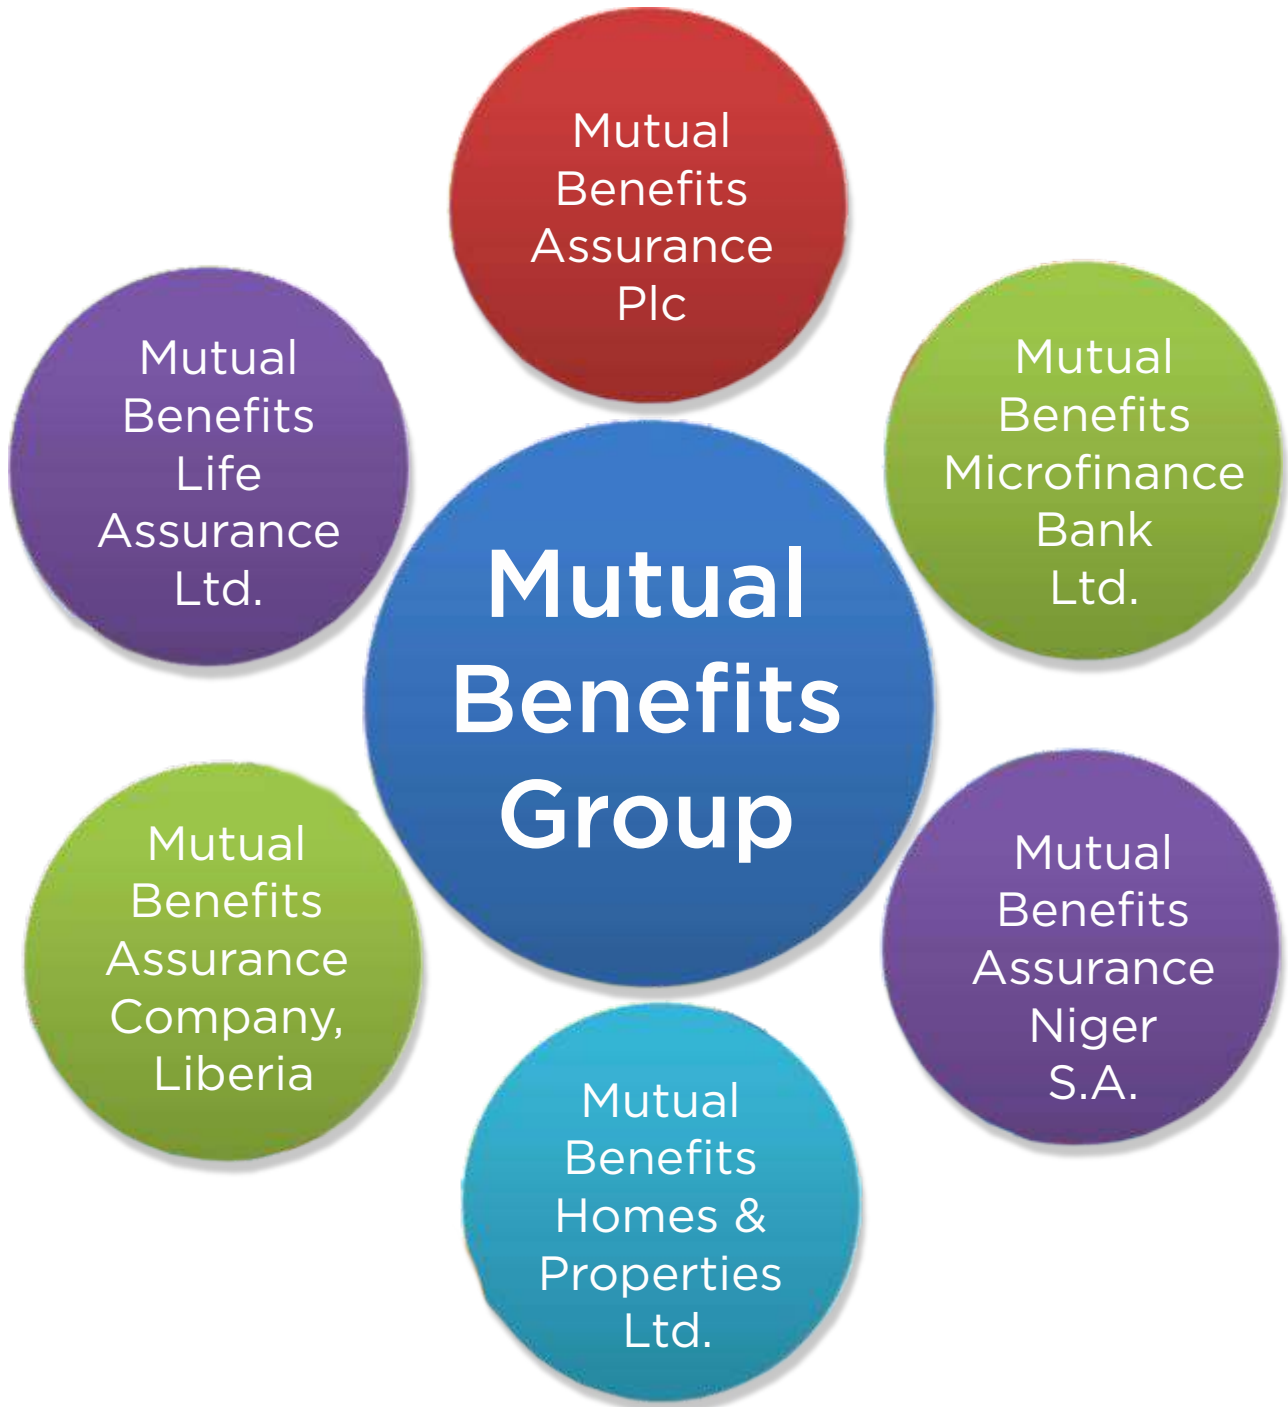 Mutual
Benefits
Assurance
Plc
Mutual
Benefits
Life
Assurance
Ltd.
Mutual
Benefits
Microfinance
Bank
Ltd.
Mutual
Benefits
Group
Mutual
Benefits
Assurance
Company,
Liberia
Mutual
Benefits
Assurance
Niger
S.A.
Mutual
Benefits
Homes &
Properties
Ltd.